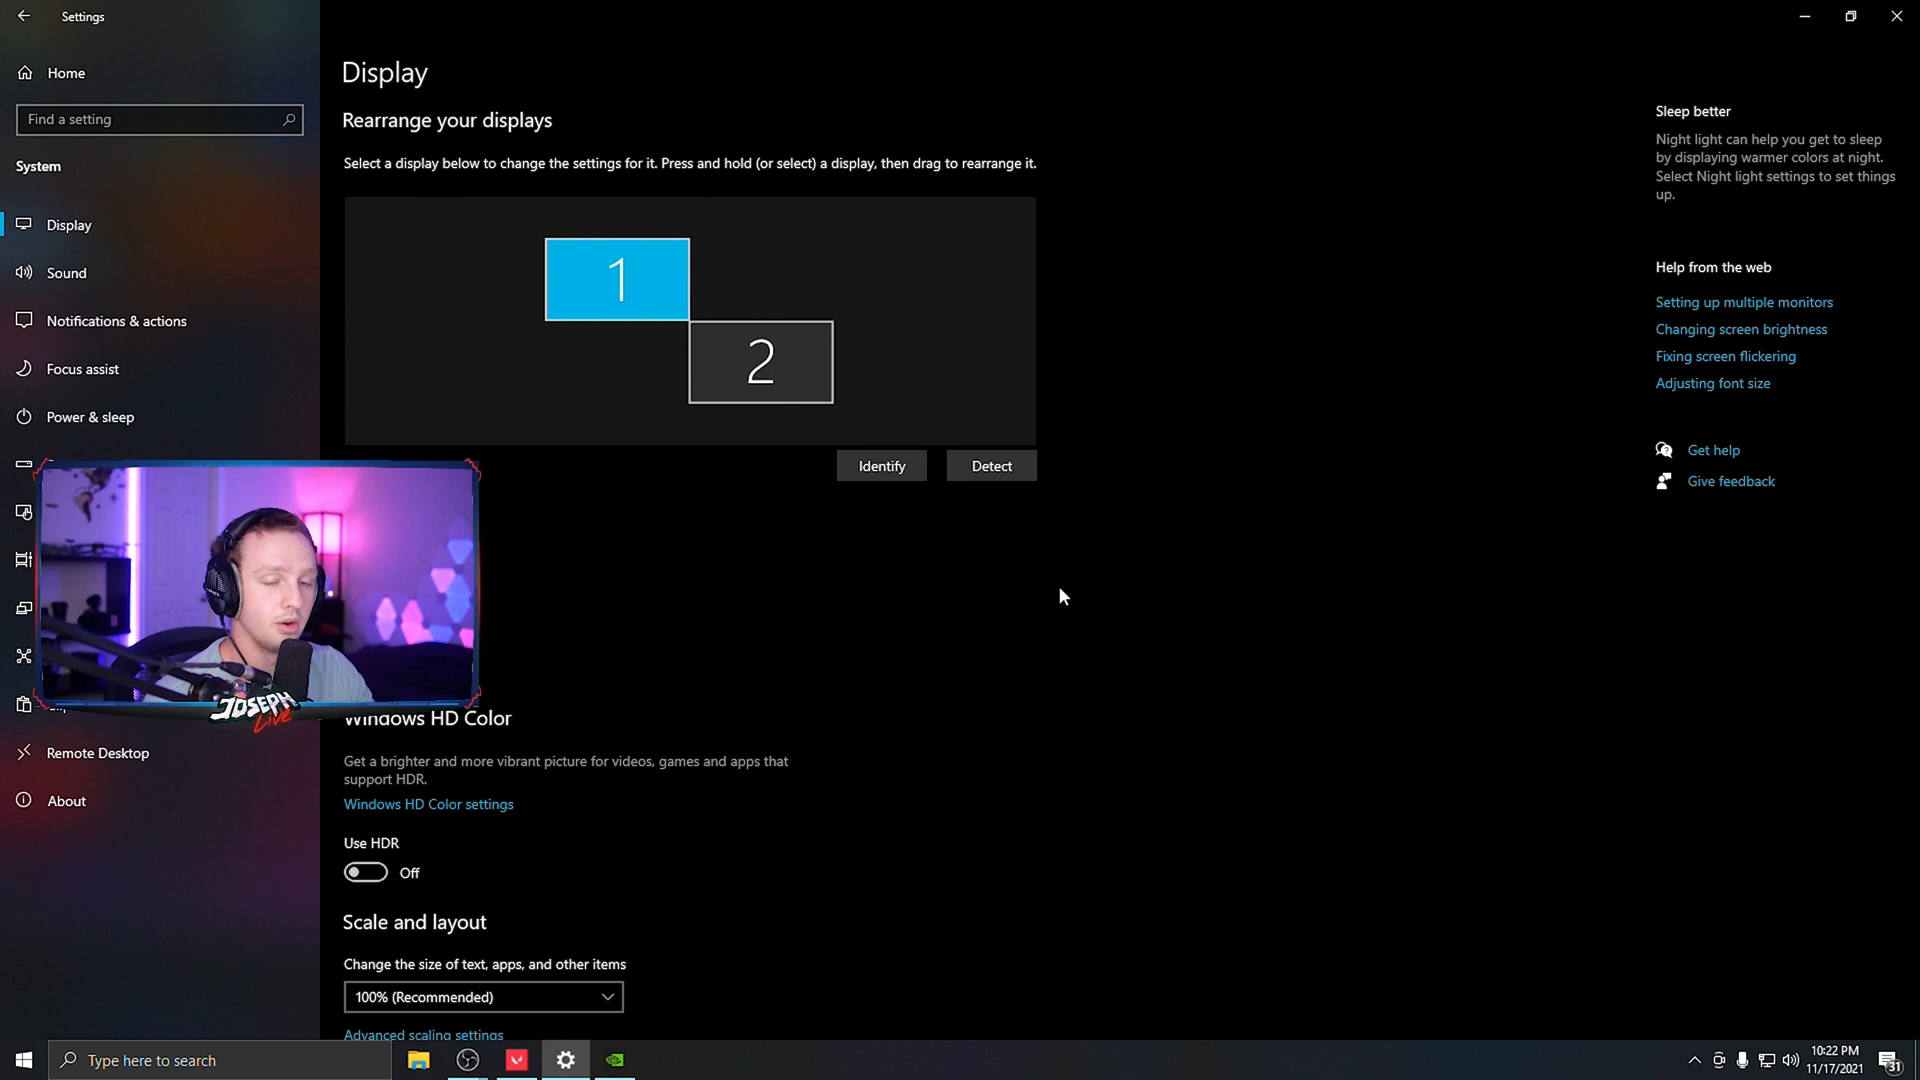 Settings
Home
Find a setting
System
Display
Sound
Notifications & actions
Focus assist
Power & sleep
Remote Desktop
About
Display
Rearrange your displays
Select a display below to change the settings for it. Press and hold (or select) a display, then drag to rearrange it.
1
2
Identify
Detect
JOSEPH
Live
Windows HD Color
Get a brighter and more vibrant picture for videos, games and apps that
support HDR.
Windows HD Color settings
Use HDR
Off
Scale and layout
Change the size of text, apps, and other items
100% (Recommended)
Advanced scaling settings
Sleep better
Night light can help you get to sleep
by displaying warmer colors at night.
Select Night light settings to set things
up.
Help from the web
Setting up multiple monitors
Changing screen brightness
Fixing screen flickering
Adjusting font size
Get help
Give feedback
Type here to search
10:22 PM
11/17/2021
31